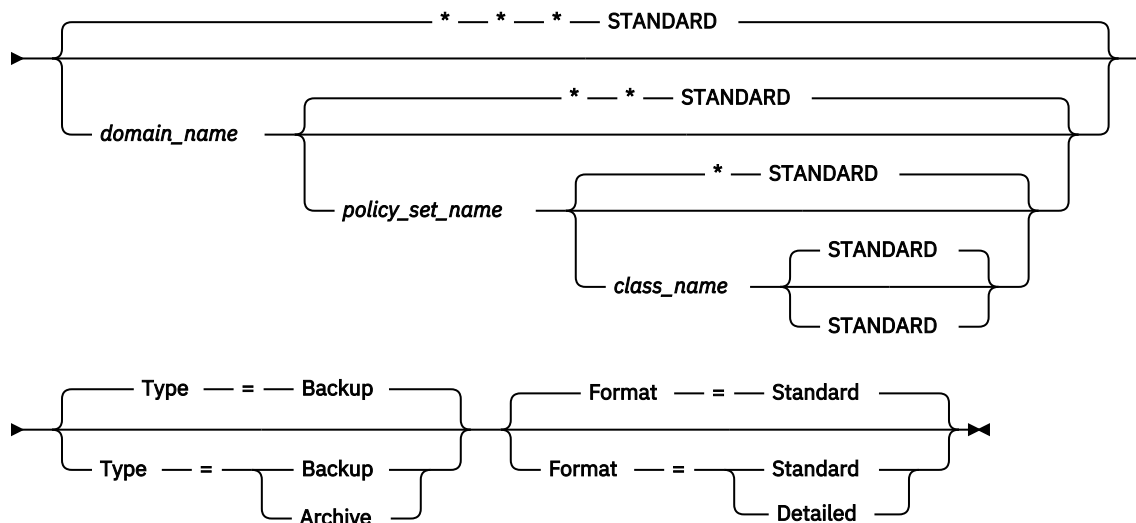 * * * STANDARD
* * STANDARD
domain_name
* STANDARD
policy_set_name
STANDARD
class_name
STANDARD
Type = Backup Format = Standard
Type = Backup Format = Standard
Archive Detailed